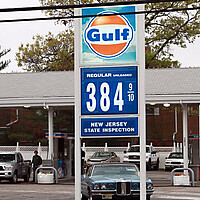 Gulf
REGULAR UNLEADED
384 9/10
NEW JERSEY
STATE INSPECTION